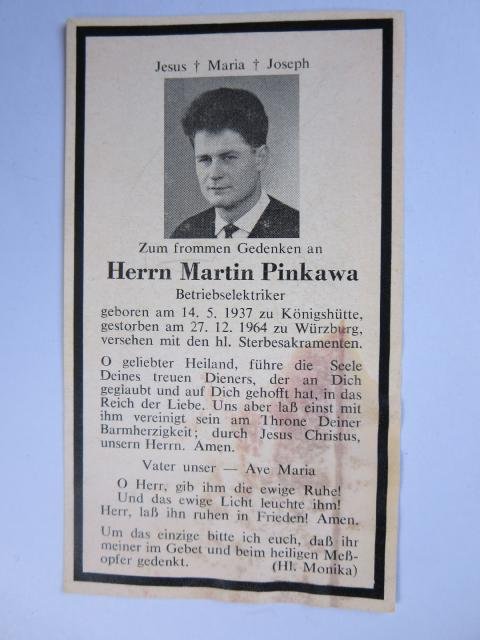 Jesus † Maria † Joseph
Zum frommen Gedenken an
Herrn Martin Pinkawa
Betriebselektriker
geboren am 14. 5. 1937 zu Königshütte,
gestorben am 27. 12. 1964 zu Würzburg,
versehen mit den hl. Sterbesakramenten.
O geliebter Heiland, führe die Seele
Deines treuen Dieners, der an Dich
geglaubt und auf Dich gehofft hat, in das
Reich der Liebe. Uns aber laß einst mit
ihm vereinigt sein am Throne Deiner
Barmherzigkeit; durch Jesus Christus,
unsern Herrn. Amen.
Vater unser — Ave Maria
O Herr, gib ihm die ewige Ruhe!
Und das ewige Licht leuchte ihm!
Herr, laß ihn ruhen in Frieden! Amen.
Um das einzige bitte ich euch, daß ihr
meiner im Gebet und beim heiligen Meß-
opfer gedenkt. (Hl. Monika)